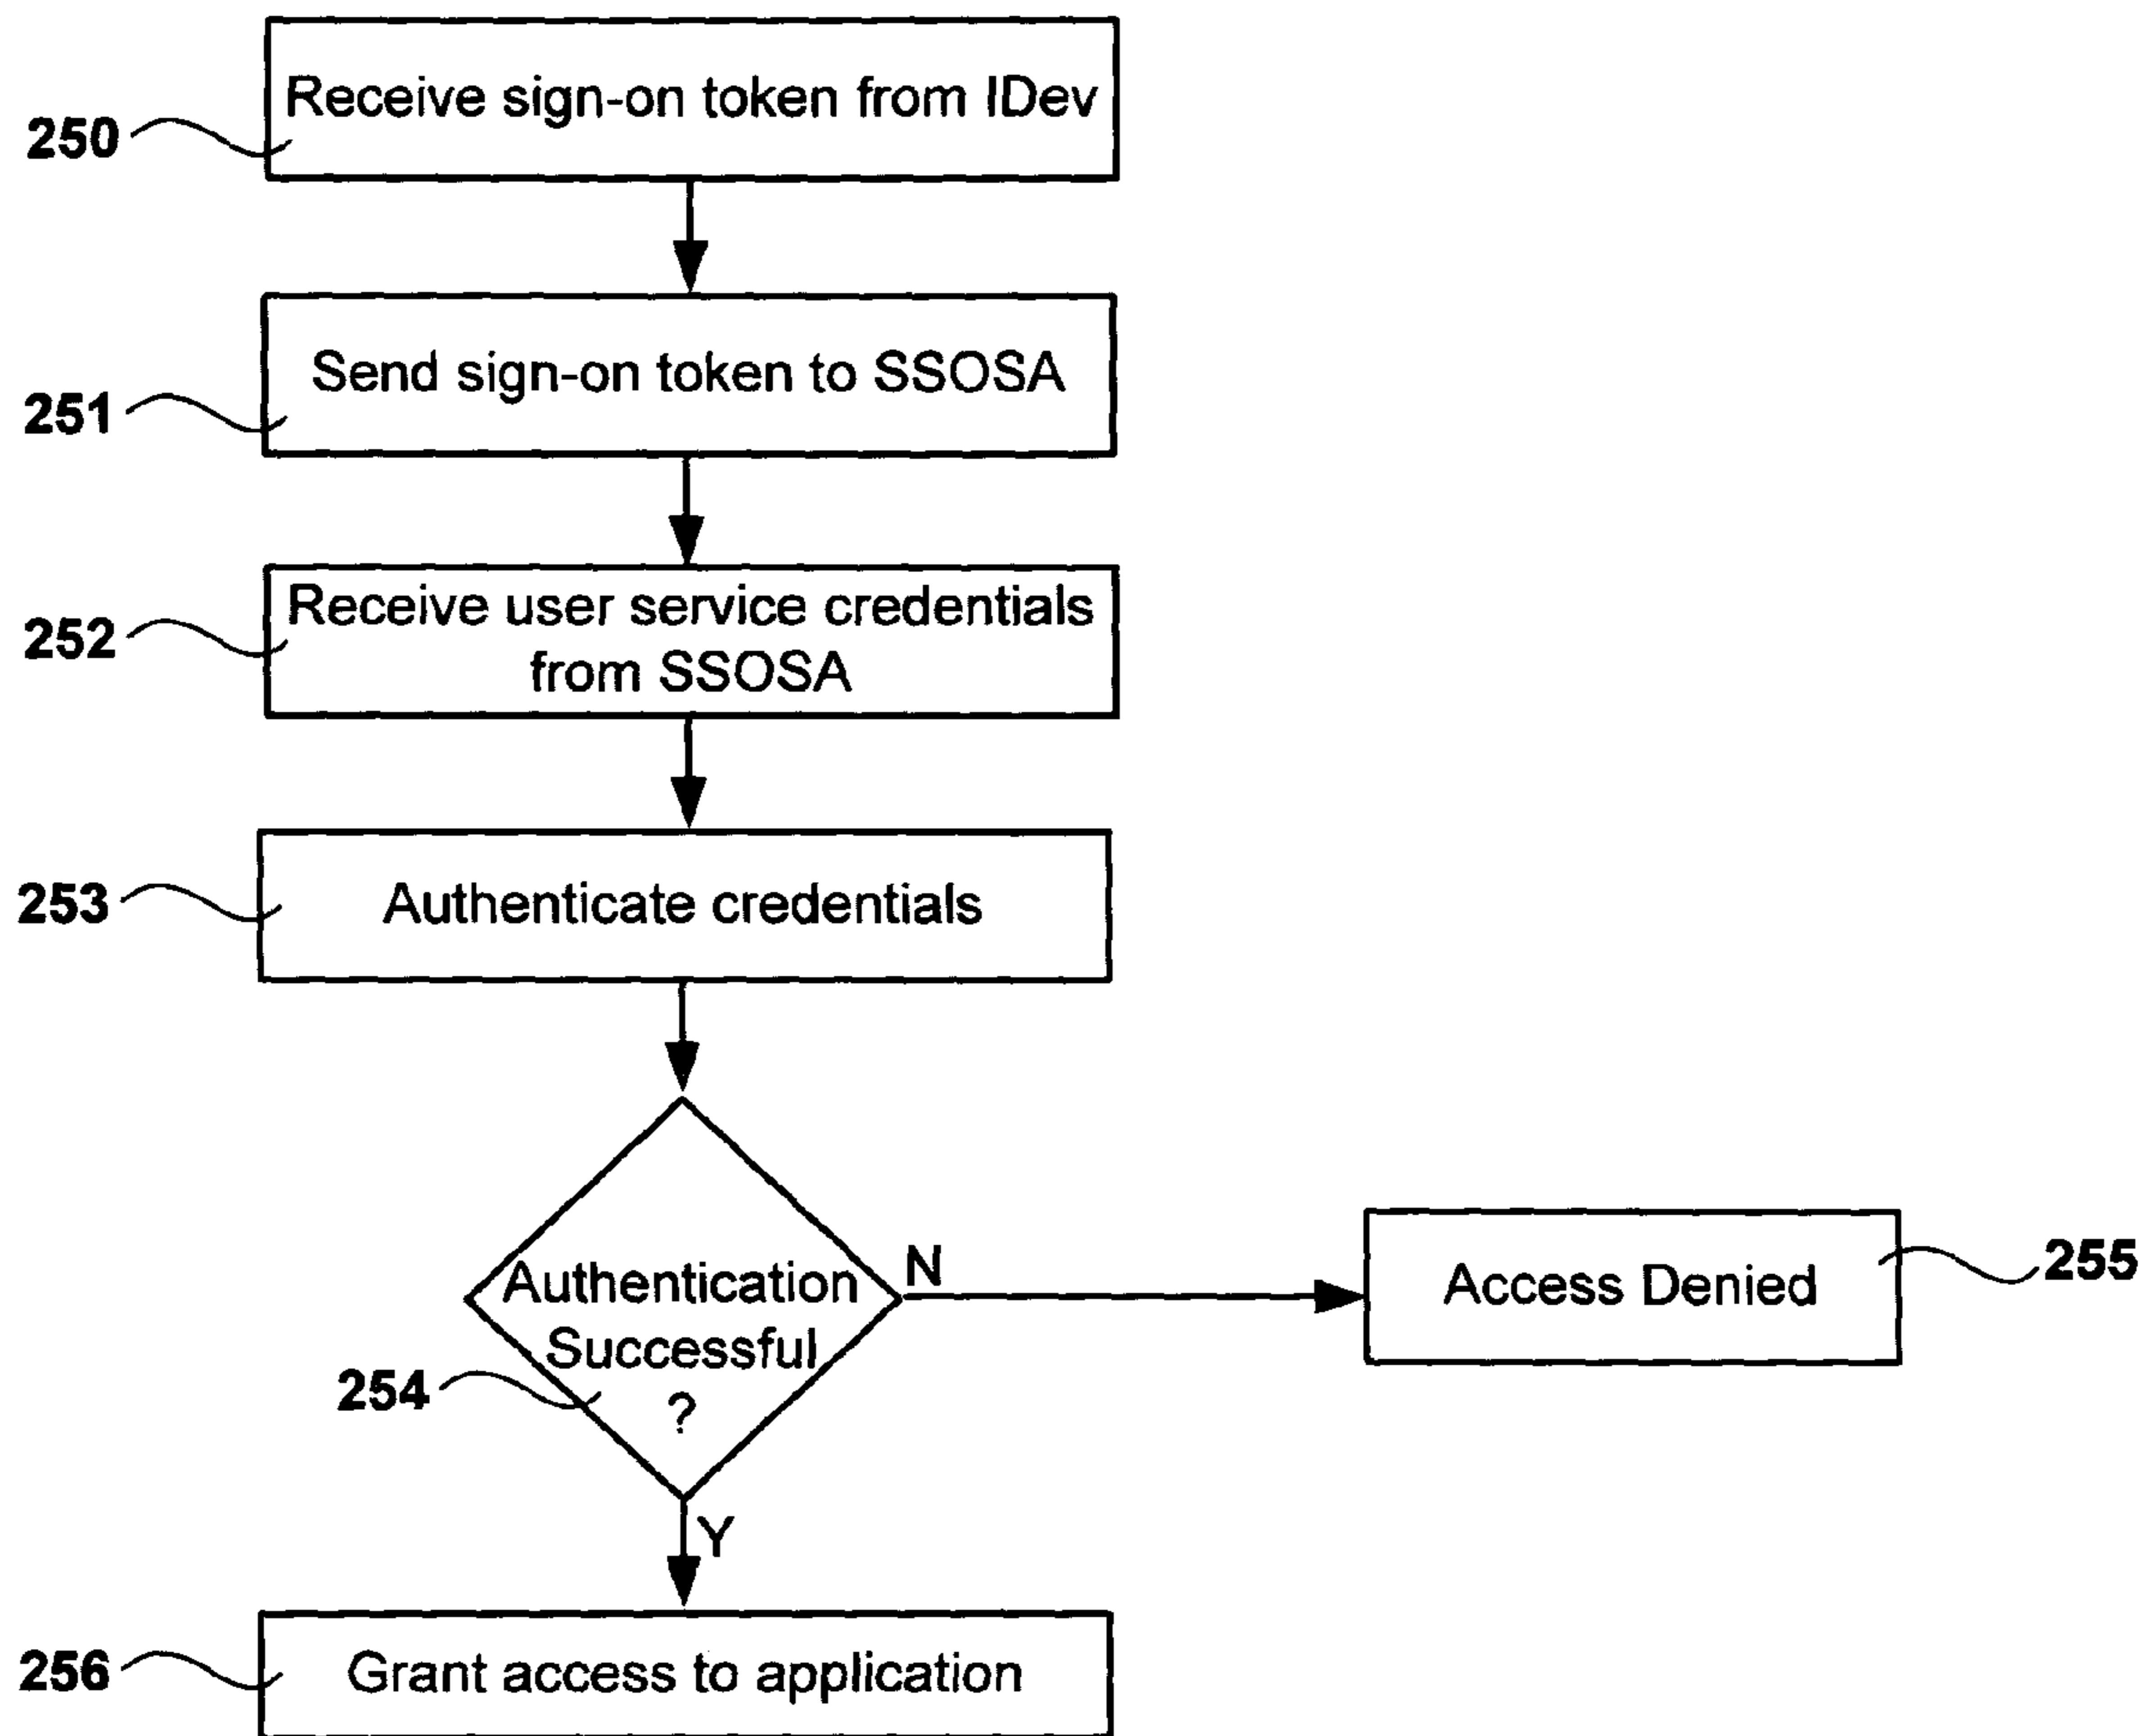 Receive sign-on token from IDev
250
Send sign-on token to SSOSA
251
Receive user service credentials
from SSOSA
252
Authenticate credentials
253
Authentication
Successful
?
254
N
Access Denied
255
Y
Grant access to application
256